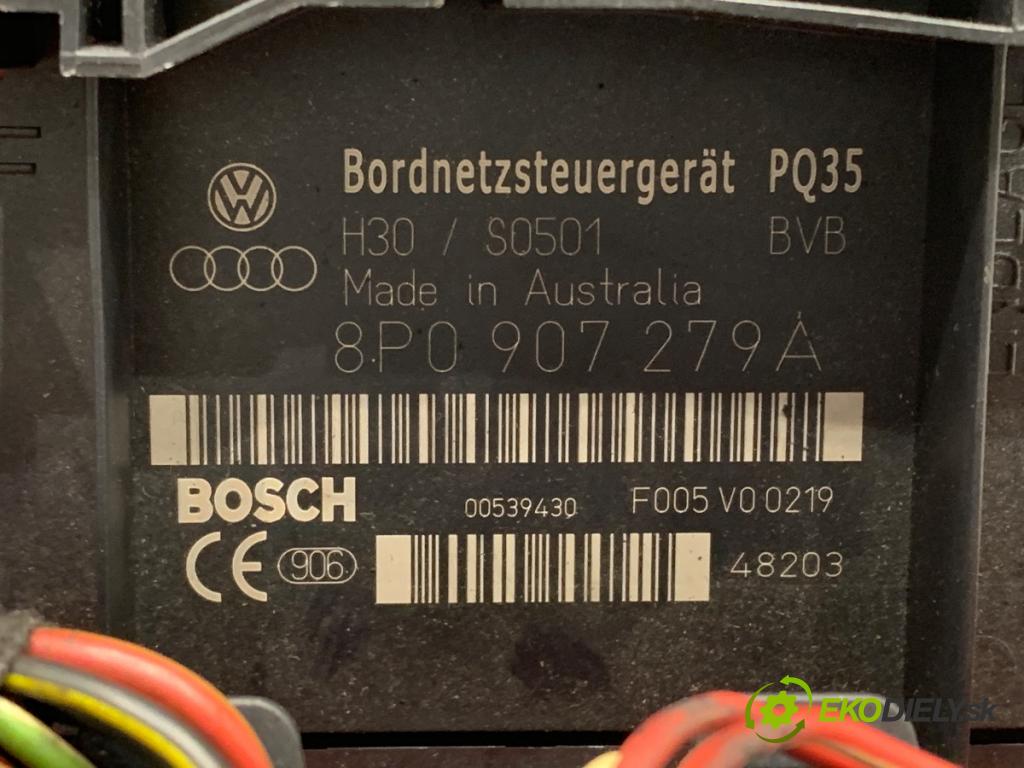 Bordnetzsteuergerät PQ35
H30 / S0501 BVB
Made in Australia
8P0 907 279A
BOSCH 00539430 F005 V0 0219
CE 906 48203
EKODIELY.sk